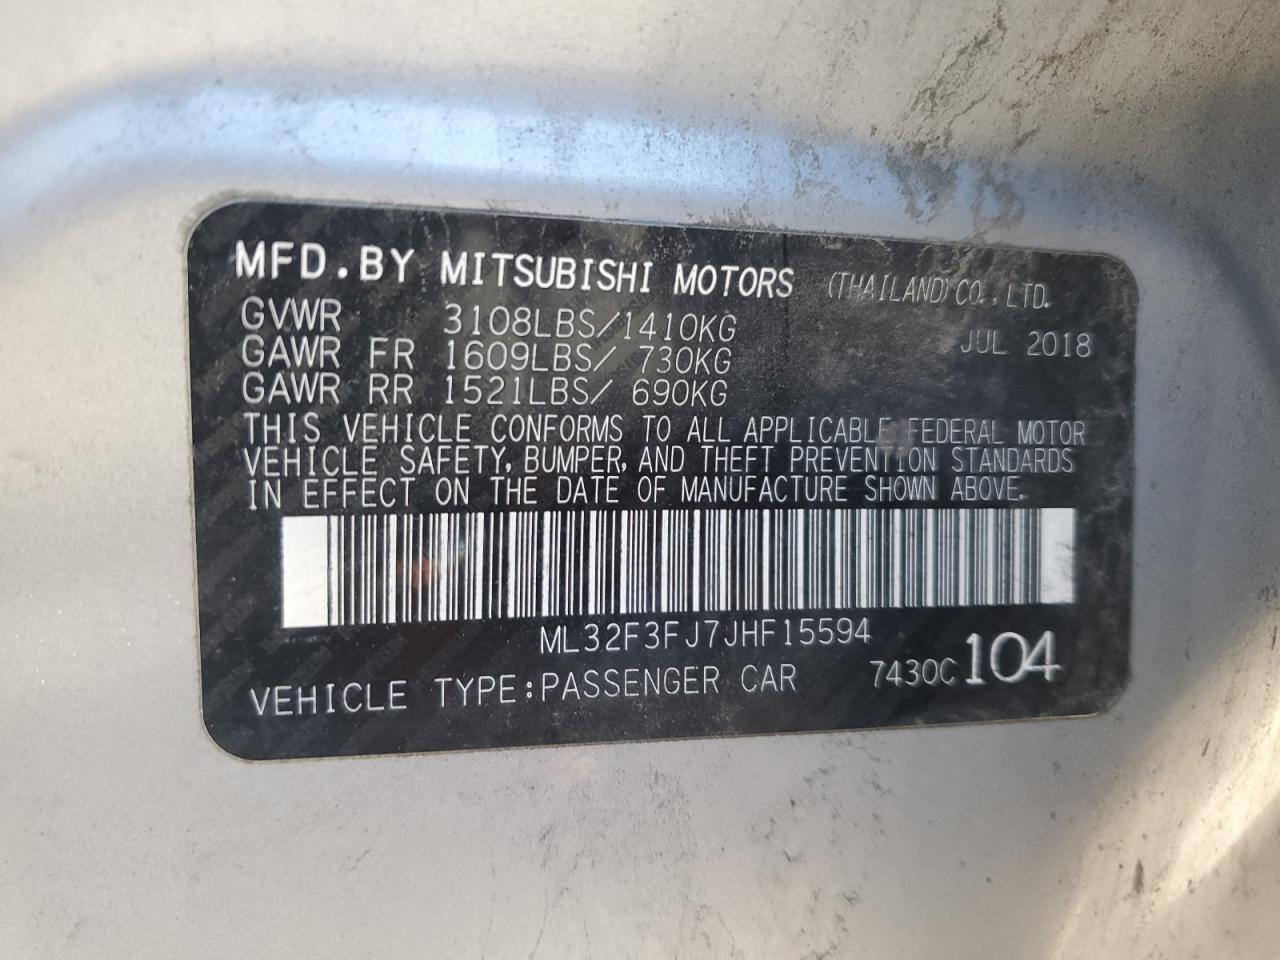 MFD.BY MITSUBISHI MOTORS (THAILAND) CO.,LTD.
GVWR 3108LBS/1410KG JUL 2018
GAWR FR 1609LBS/ 730KG
GAWR RR 1521LBS/ 690KG
THIS VEHICLE CONFORMS TO ALL APPLICABLE FEDERAL MOTOR
VEHICLE SAFETY, BUMPER, AND THEFT PREVENTION STANDARDS
IN EFFECT ON THE DATE OF MANUFACTURE SHOWN ABOVE.
ML32F3FJ7JHF15594
VEHICLE TYPE:PASSENGER CAR 7430C 104